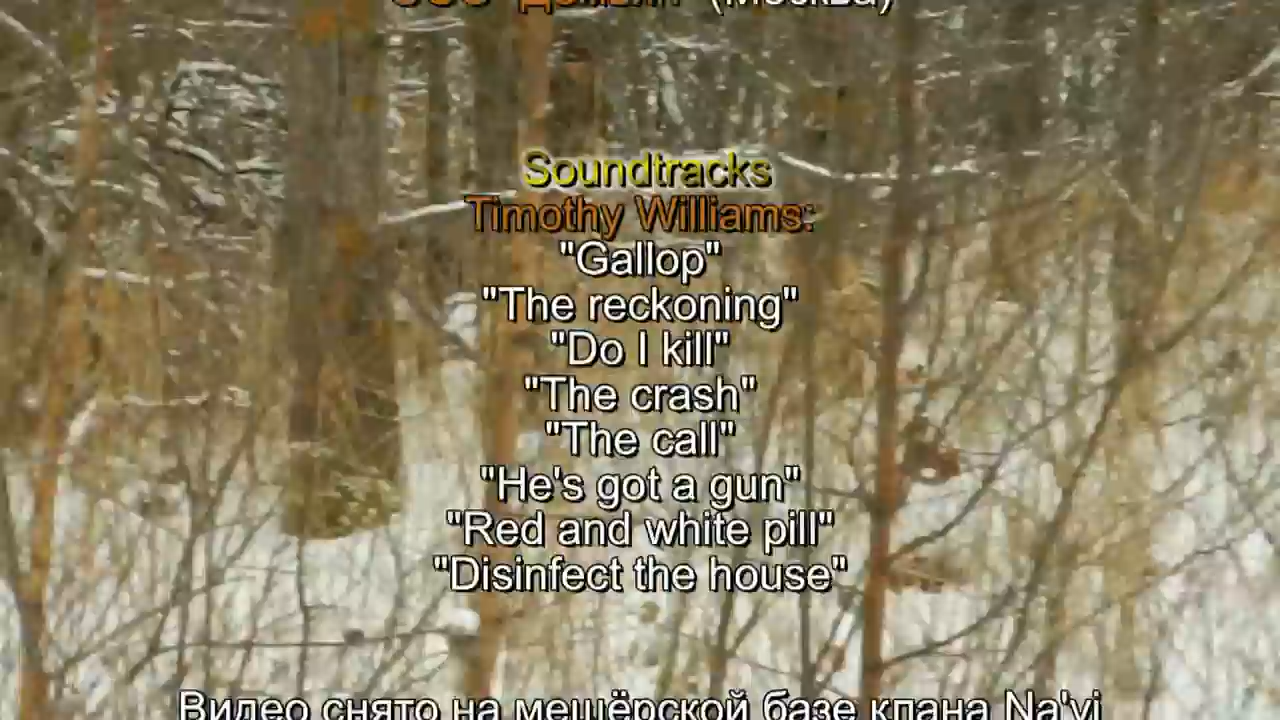 (Москва)
Soundtracks
Timothy Williams:
"Gallop"
"The reckoning"
"Do I kill"
"The crash"
"The call"
"He's got a gun"
"Red and white pill"
"Disinfect the house"
Видео снято на мещёрской базе клана Na'vi